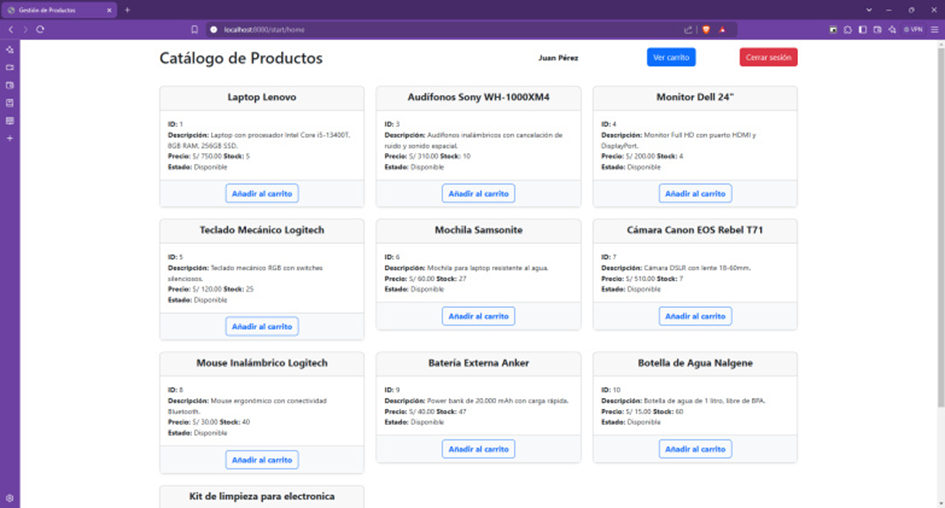 Gestión de Productos
localhost:8080/start/home
VPN
Catálogo de Productos
Juan Pérez
Ver carrito
Cerrar sesión
Laptop Lenovo
ID: 1
Descripción: Laptop con procesador Intel Core i5-13400T,
8GB RAM, 256GB SSD.
Precio: S/ 750.00 Stock: 5
Estado: Disponible
Añadir al carrito
Audífonos Sony WH-1000XM4
ID: 3
Descripción: Audífonos inalámbricos con cancelación de
ruido y sonido espacial.
Precio: S/ 310.00 Stock: 10
Estado: Disponible
Añadir al carrito
Monitor Dell 24"
ID: 4
Descripción: Monitor Full HD con puerto HDMI y
DisplayPort.
Precio: S/ 200.00 Stock: 4
Estado: Disponible
Añadir al carrito
Teclado Mecánico Logitech
ID: 5
Descripción: Teclado mecánico RGB con switches
silenciosos.
Precio: S/ 120.00 Stock: 25
Estado: Disponible
Añadir al carrito
Mochila Samsonite
ID: 6
Descripción: Mochila para laptop resistente al agua.
Precio: S/ 60.00 Stock: 27
Estado: Disponible
Añadir al carrito
Cámara Canon EOS Rebel T71
ID: 7
Descripción: Cámara DSLR con lente 18-60mm.
Precio: S/ 510.00 Stock: 7
Estado: Disponible
Añadir al carrito
Mouse Inalámbrico Logitech
ID: 8
Descripción: Mouse ergonómico con conectividad
Bluetooth.
Precio: S/ 30.00 Stock: 40
Estado: Disponible
Añadir al carrito
Batería Externa Anker
ID: 9
Descripción: Power bank de 20,000 mAh con carga rápida.
Precio: S/ 40.00 Stock: 47
Estado: Disponible
Añadir al carrito
Botella de Agua Nalgene
ID: 10
Descripción: Botella de agua de 1 litro, libre de BPA.
Precio: S/ 15.00 Stock: 60
Estado: Disponible
Añadir al carrito
Kit de limpieza para electronica